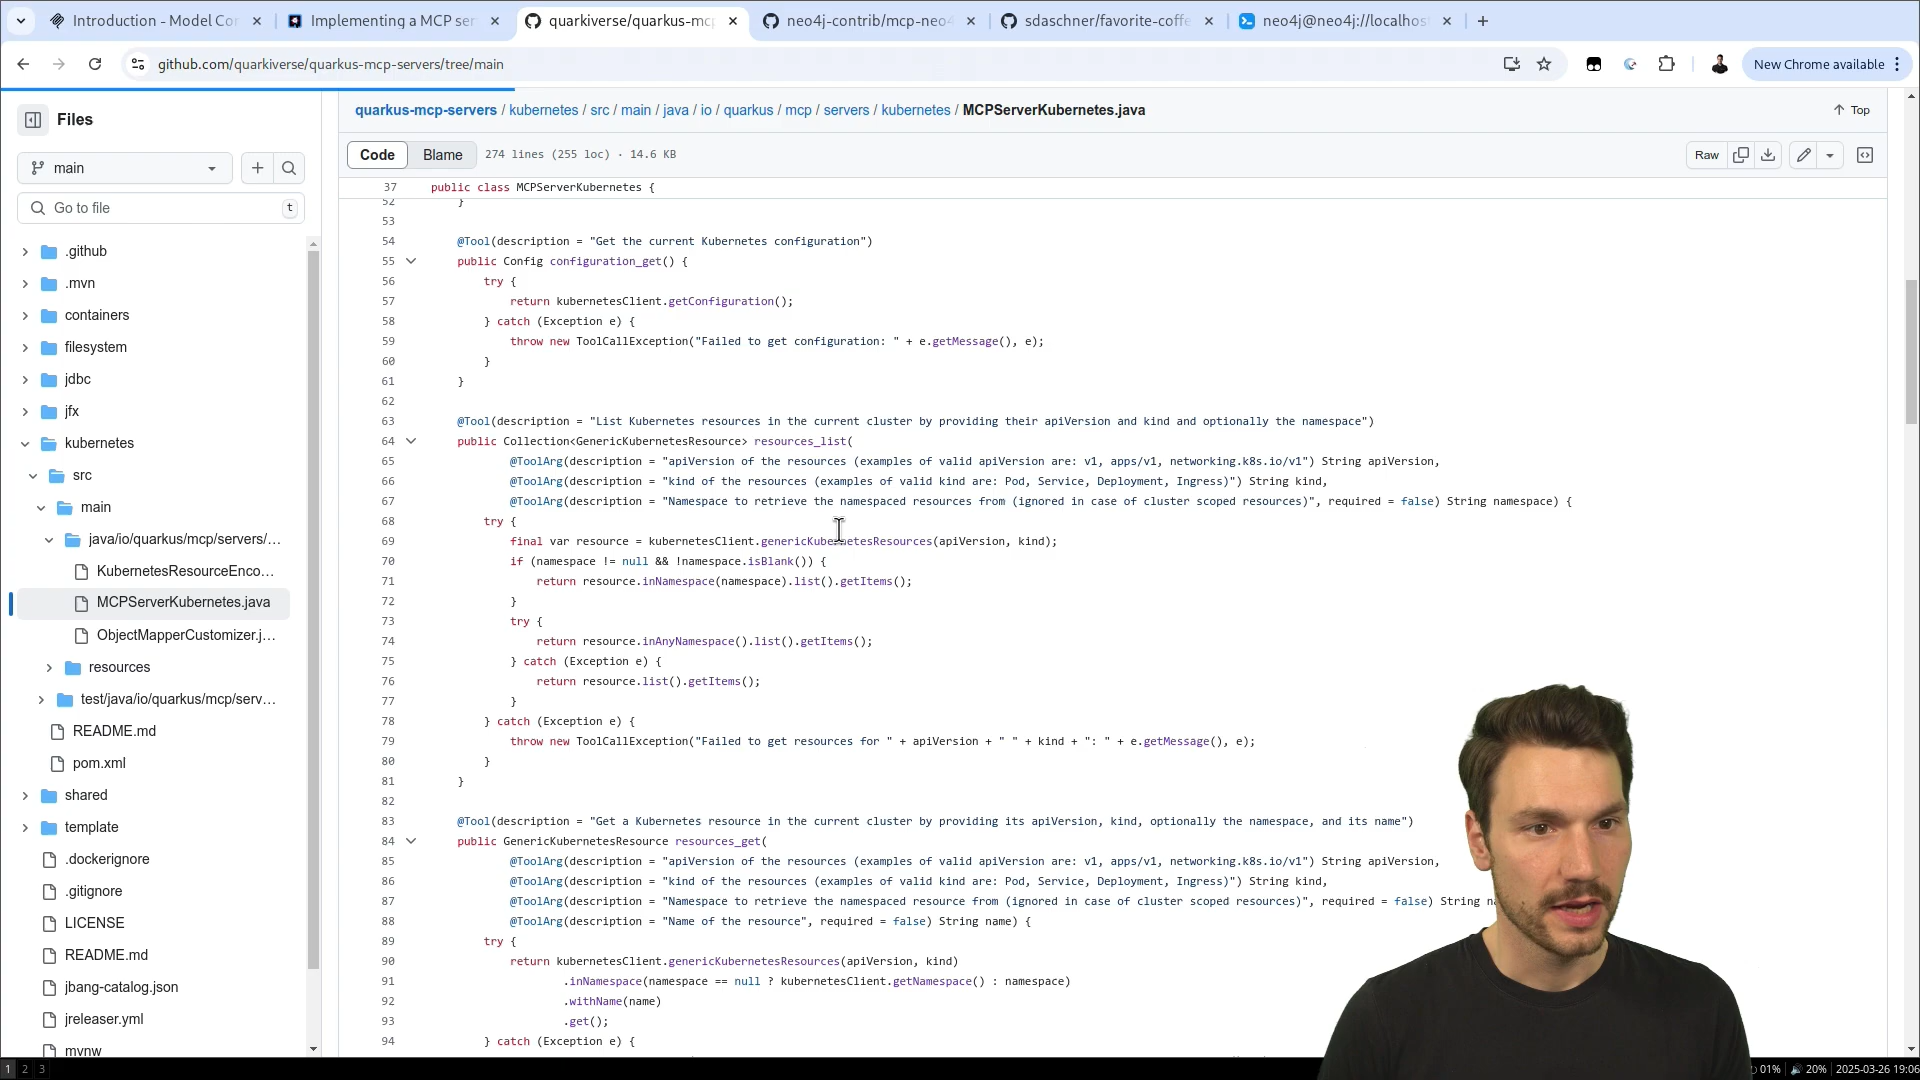 Introduction - Model Co
Implementing a MCP ser
quarkiverse/quarkus-mcp
neo4j-contrib/mcp-neo4
sdaschner/favorite-coffe
neo4j@neo4j://localhos
github.com/quarkiverse/quarkus-mcp-servers/tree/main
New Chrome available
Files
main
Go to file
t
.github
.mvn
containers
filesystem
jdbc
jfx
kubernetes
src
main
java/io/quarkus/mcp/servers/...
KubernetesResourceEnco...
MCPServerKubernetes.java
ObjectMapperCustomizer.j...
resources
test/java/io/quarkus/mcp/serv...
README.md
pom.xml
shared
template
.dockerignore
.gitignore
LICENSE
README.md
jbang-catalog.json
jreleaser.yml
mvnw
quarkus-mcp-servers / kubernetes / src / main / java / io / quarkus / mcp / servers / kubernetes / MCPServerKubernetes.java
Top
Code
Blame
274 lines (255 loc) · 14.6 KB
Raw
37 public class MCPServerKubernetes {
52 }
53
54 @Tool(description = "Get the current Kubernetes configuration")
55 public Config configuration_get() {
56 try {
57 return kubernetesClient.getConfiguration();
58 } catch (Exception e) {
59 throw new ToolCallException("Failed to get configuration: " + e.getMessage(), e);
60 }
61 }
62
63 @Tool(description = "List Kubernetes resources in the current cluster by providing their apiVersion and kind and optionally the namespace")
64 public Collection<GenericKubernetesResource> resources_list(
65 @ToolArg(description = "apiVersion of the resources (examples of valid apiVersion are: v1, apps/v1, networking.k8s.io/v1") String apiVersion,
66 @ToolArg(description = "kind of the resources (examples of valid kind are: Pod, Service, Deployment, Ingress)") String kind,
67 @ToolArg(description = "Namespace to retrieve the namespaced resources from (ignored in case of cluster scoped resources)", required = false) String namespace) {
68 try {
69 final var resource = kubernetesClient.genericKubernetesResources(apiVersion, kind);
70 if (namespace != null && !namespace.isBlank()) {
71 return resource.inNamespace(namespace).list().getItems();
72 }
73 try {
74 return resource.inAnyNamespace().list().getItems();
75 } catch (Exception e) {
76 return resource.list().getItems();
77 }
78 } catch (Exception e) {
79 throw new ToolCallException("Failed to get resources for " + apiVersion + " " + kind + ": " + e.getMessage(), e);
80 }
81 }
82
83 @Tool(description = "Get a Kubernetes resource in the current cluster by providing its apiVersion, kind, optionally the namespace, and its name")
84 public GenericKubernetesResource resources_get(
85 @ToolArg(description = "apiVersion of the resources (examples of valid apiVersion are: v1, apps/v1, networking.k8s.io/v1") String apiVersion,
86 @ToolArg(description = "kind of the resources (examples of valid kind are: Pod, Service, Deployment, Ingress)") String kind,
87 @ToolArg(description = "Namespace to retrieve the namespaced resource from (ignored in case of cluster scoped resources)", required = false) String
88 @ToolArg(description = "Name of the resource", required = false) String name) {
89 try {
90 return kubernetesClient.genericKubernetesResources(apiVersion, kind)
91 .inNamespace(namespace == null ? kubernetesClient.getNamespace() : namespace)
92 .withName(name)
93 .get();
94 } catch (Exception e) {
1 2 3
01% 20% 2025-03-26 19:06